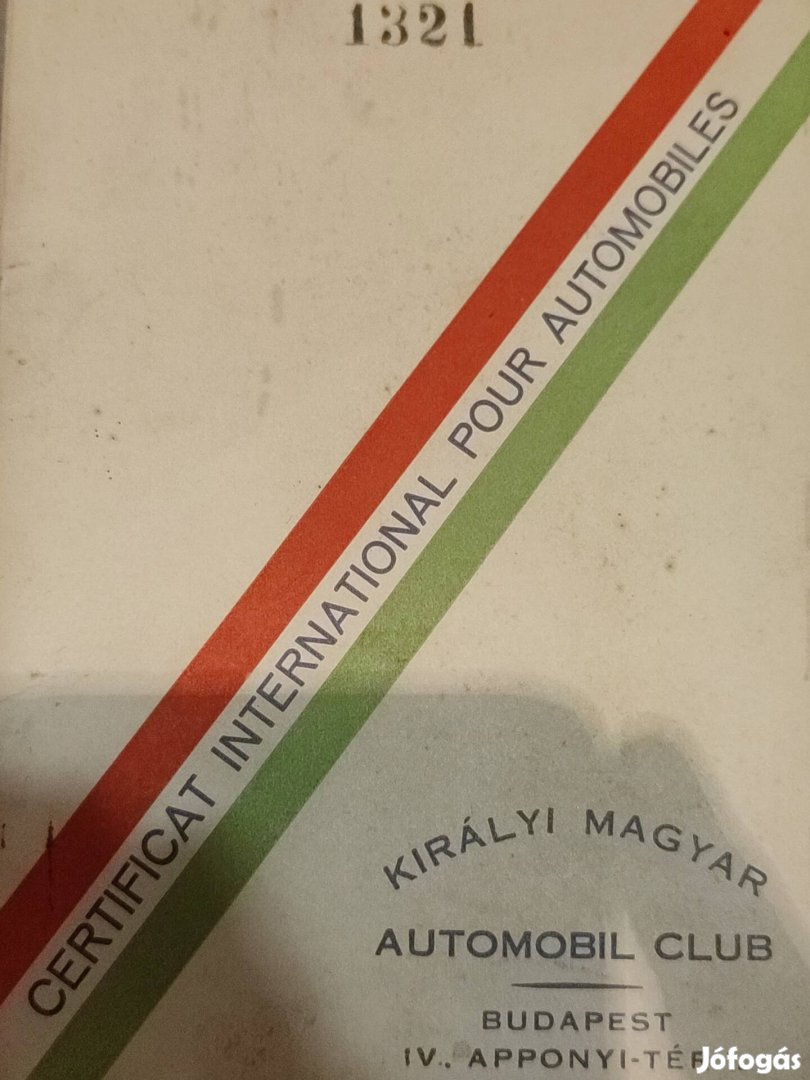 1321
CERTIFICAT INTERNATIONAL POUR AUTOMOBILES
KIRÁLYI MAGYAR
AUTOMOBIL CLUB
BUDAPEST
IV., APPONYI-TÉR
Jófogás